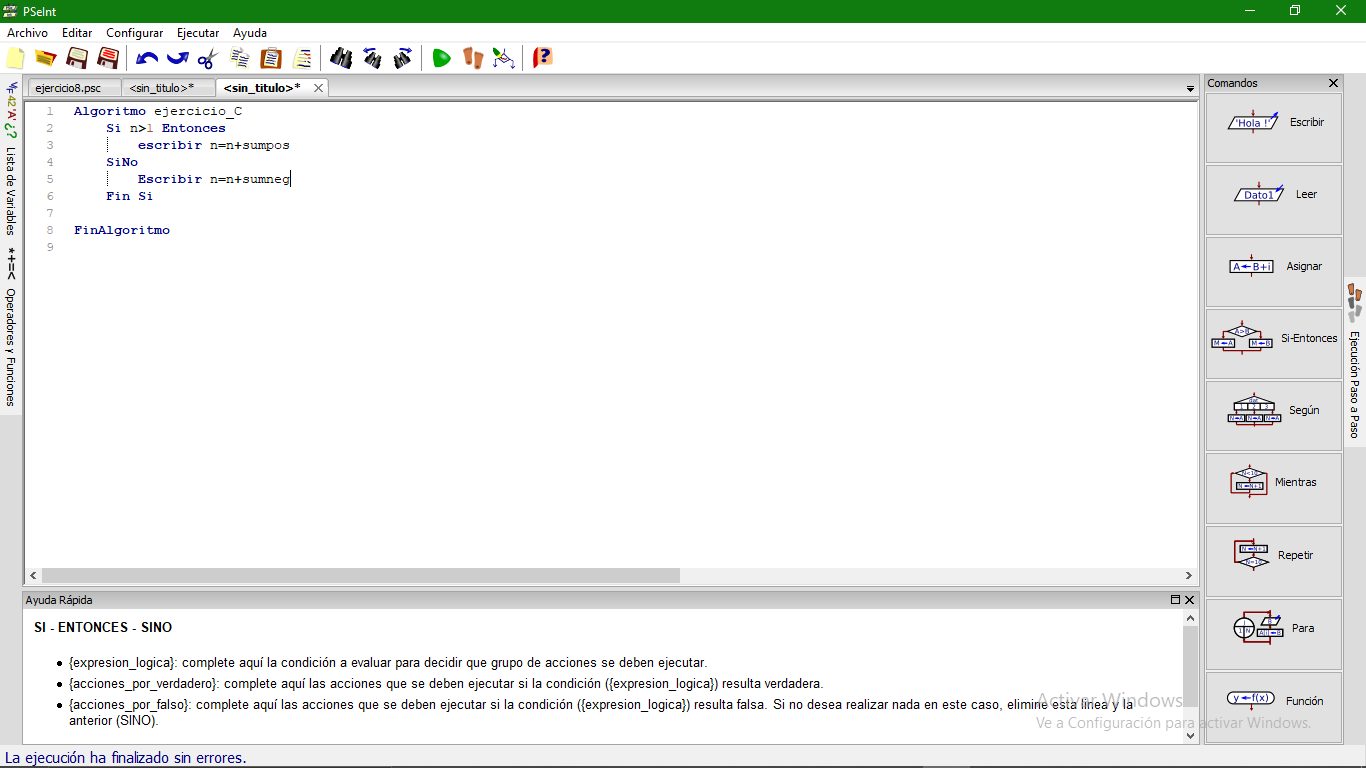 PSeInt
Archivo Editar Configurar Ejecutar Ayuda
ejercicio8.psc <sin_titulo>* <sin_titulo>*
Comandos
1 Algoritmo ejercicio_C
2 Si n>1 Entonces
3 escribir n=n+sumpos
4 SiNo
5 Escribir n=n+sumneg
6 Fin Si
7
8 FinAlgoritmo
9
42 'A' ¿? Lista de Variables
*+=< Operadores y Funciones
'Hola !' Escribir
Dato1 Leer
A B+i Asignar
A>B M A M B Si-Entonces
Según
Mientras
Repetir
Para
y f(x) Función
Ejecución Paso a Paso
Ayuda Rápida
SI - ENTONCES - SINO
• {expresion_logica}: complete aquí la condición a evaluar para decidir que grupo de acciones se deben ejecutar.
• {acciones_por_verdadero}: complete aquí las acciones que se deben ejecutar si la condición ({expresion_logica}) resulta verdadera.
• {acciones_por_falso}: complete aquí las acciones que se deben ejecutar si la condición ({expresion_logica}) resulta falsa. Si no desea realizar nada en este caso, elimine esta línea y la
anterior (SINO).
Activar Windows
Ve a Configuración para activar Windows.
La ejecución ha finalizado sin errores.